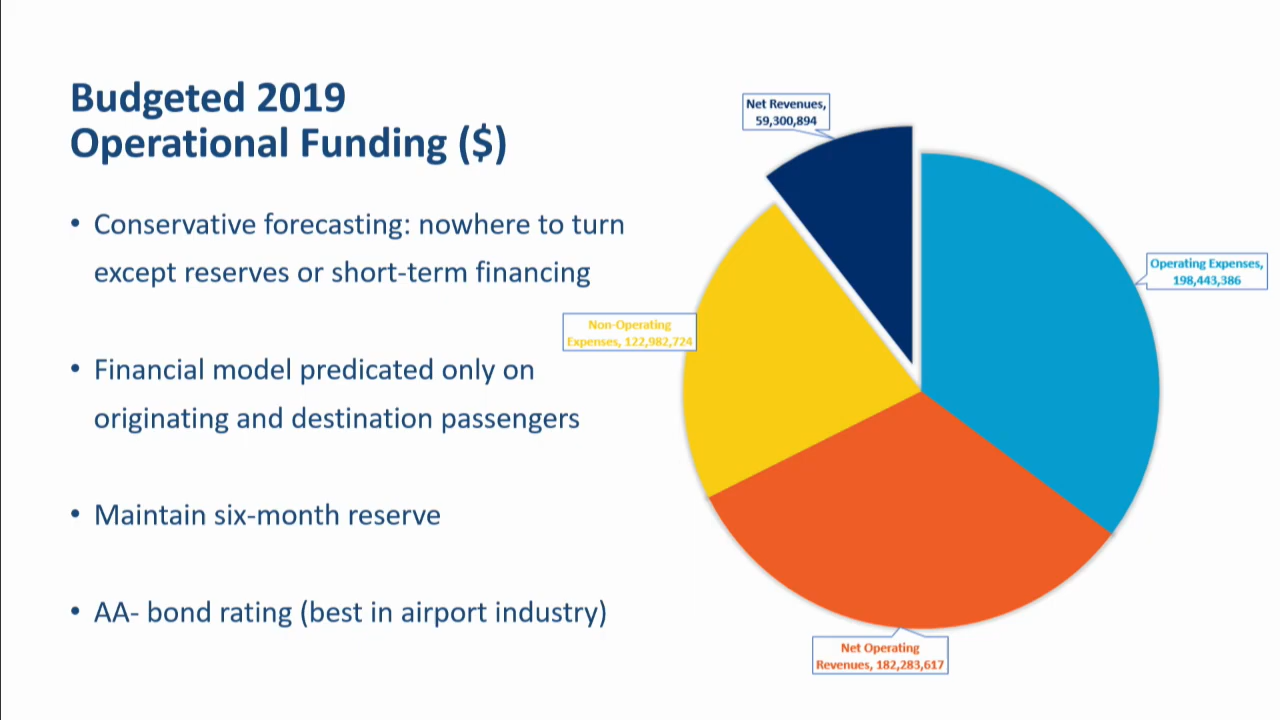 Budgeted 2019
Operational Funding ($)
• Conservative forecasting: nowhere to turn
except reserves or short-term financing
• Financial model predicated only on
originating and destination passengers
• Maintain six-month reserve
• AA- bond rating (best in airport industry)
Net Revenues,
59,300,894
Operating Expenses,
198,443,386
Non-Operating
Expenses, 122,982,724
Net Operating
Revenues, 182,283,617